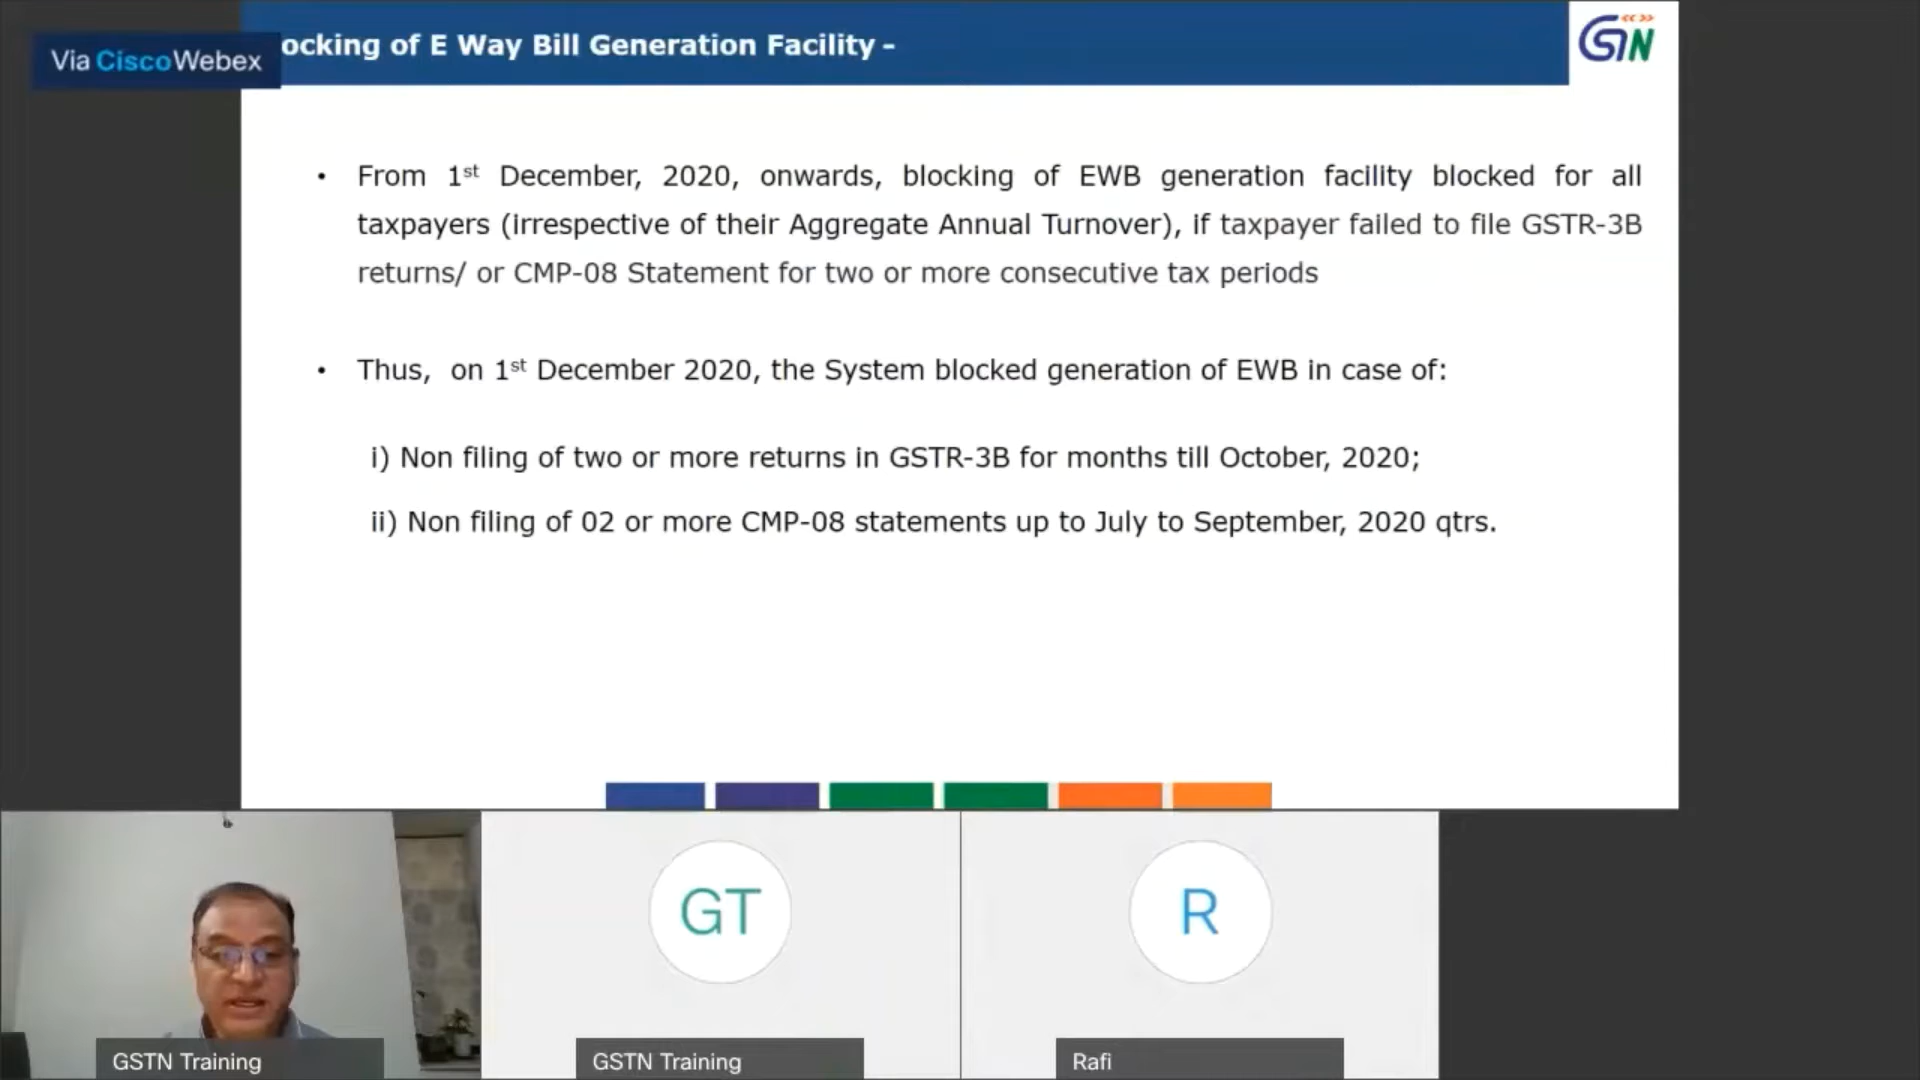 Via CiscoWebex
ocking of E Way Bill Generation Facility -
GSTN
• From 1st December, 2020, onwards, blocking of EWB generation facility blocked for all
taxpayers (irrespective of their Aggregate Annual Turnover), if taxpayer failed to file GSTR-3B
returns/ or CMP-08 Statement for two or more consecutive tax periods
• Thus, on 1st December 2020, the System blocked generation of EWB in case of:
i) Non filing of two or more returns in GSTR-3B for months till October, 2020;
ii) Non filing of 02 or more CMP-08 statements up to July to September, 2020 qtrs.
GT
R
GSTN Training
GSTN Training
Rafi